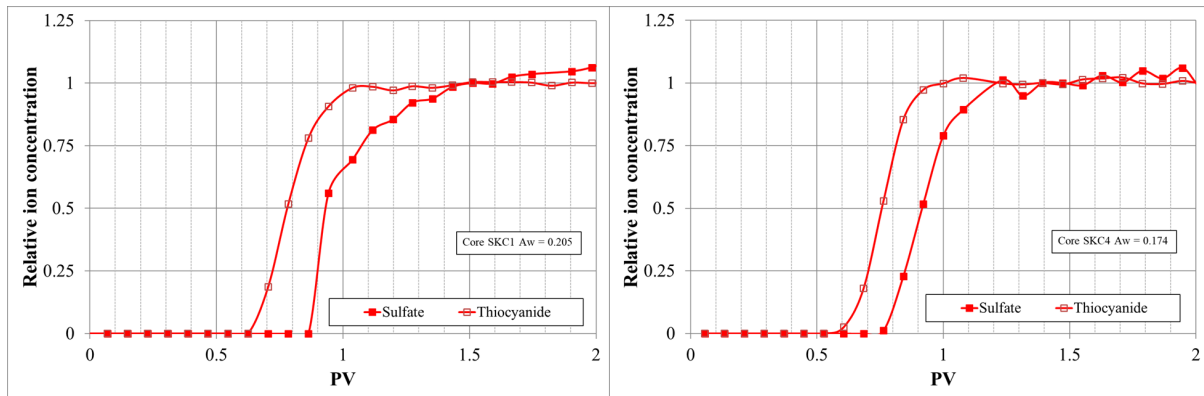 1.25
1
0.75
0.5
0.25
0
Relative ion concentration
Core SKC1 Aw = 0.205
Sulfate Thiocyanide
0 0.5 1 1.5 2
PV
1.25
1
0.75
0.5
0.25
0
Relative ion concentration
Core SKC4 Aw = 0.174
Sulfate Thiocyanide
0 0.5 1 1.5 2
PV